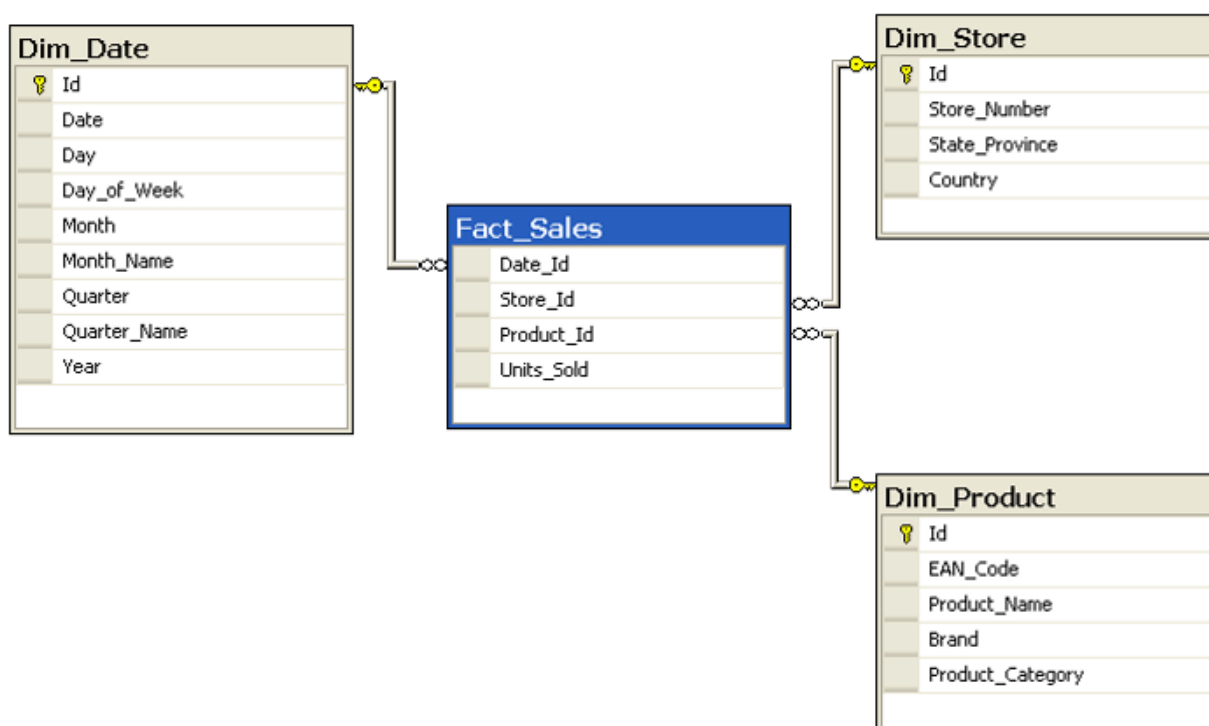 Dim_Date
Id
Date
Day
Day_of_Week
Month
Month_Name
Quarter
Quarter_Name
Year
Fact_Sales
Date_Id
Store_Id
Product_Id
Units_Sold
Dim_Store
Id
Store_Number
State_Province
Country
Dim_Product
Id
EAN_Code
Product_Name
Brand
Product_Category